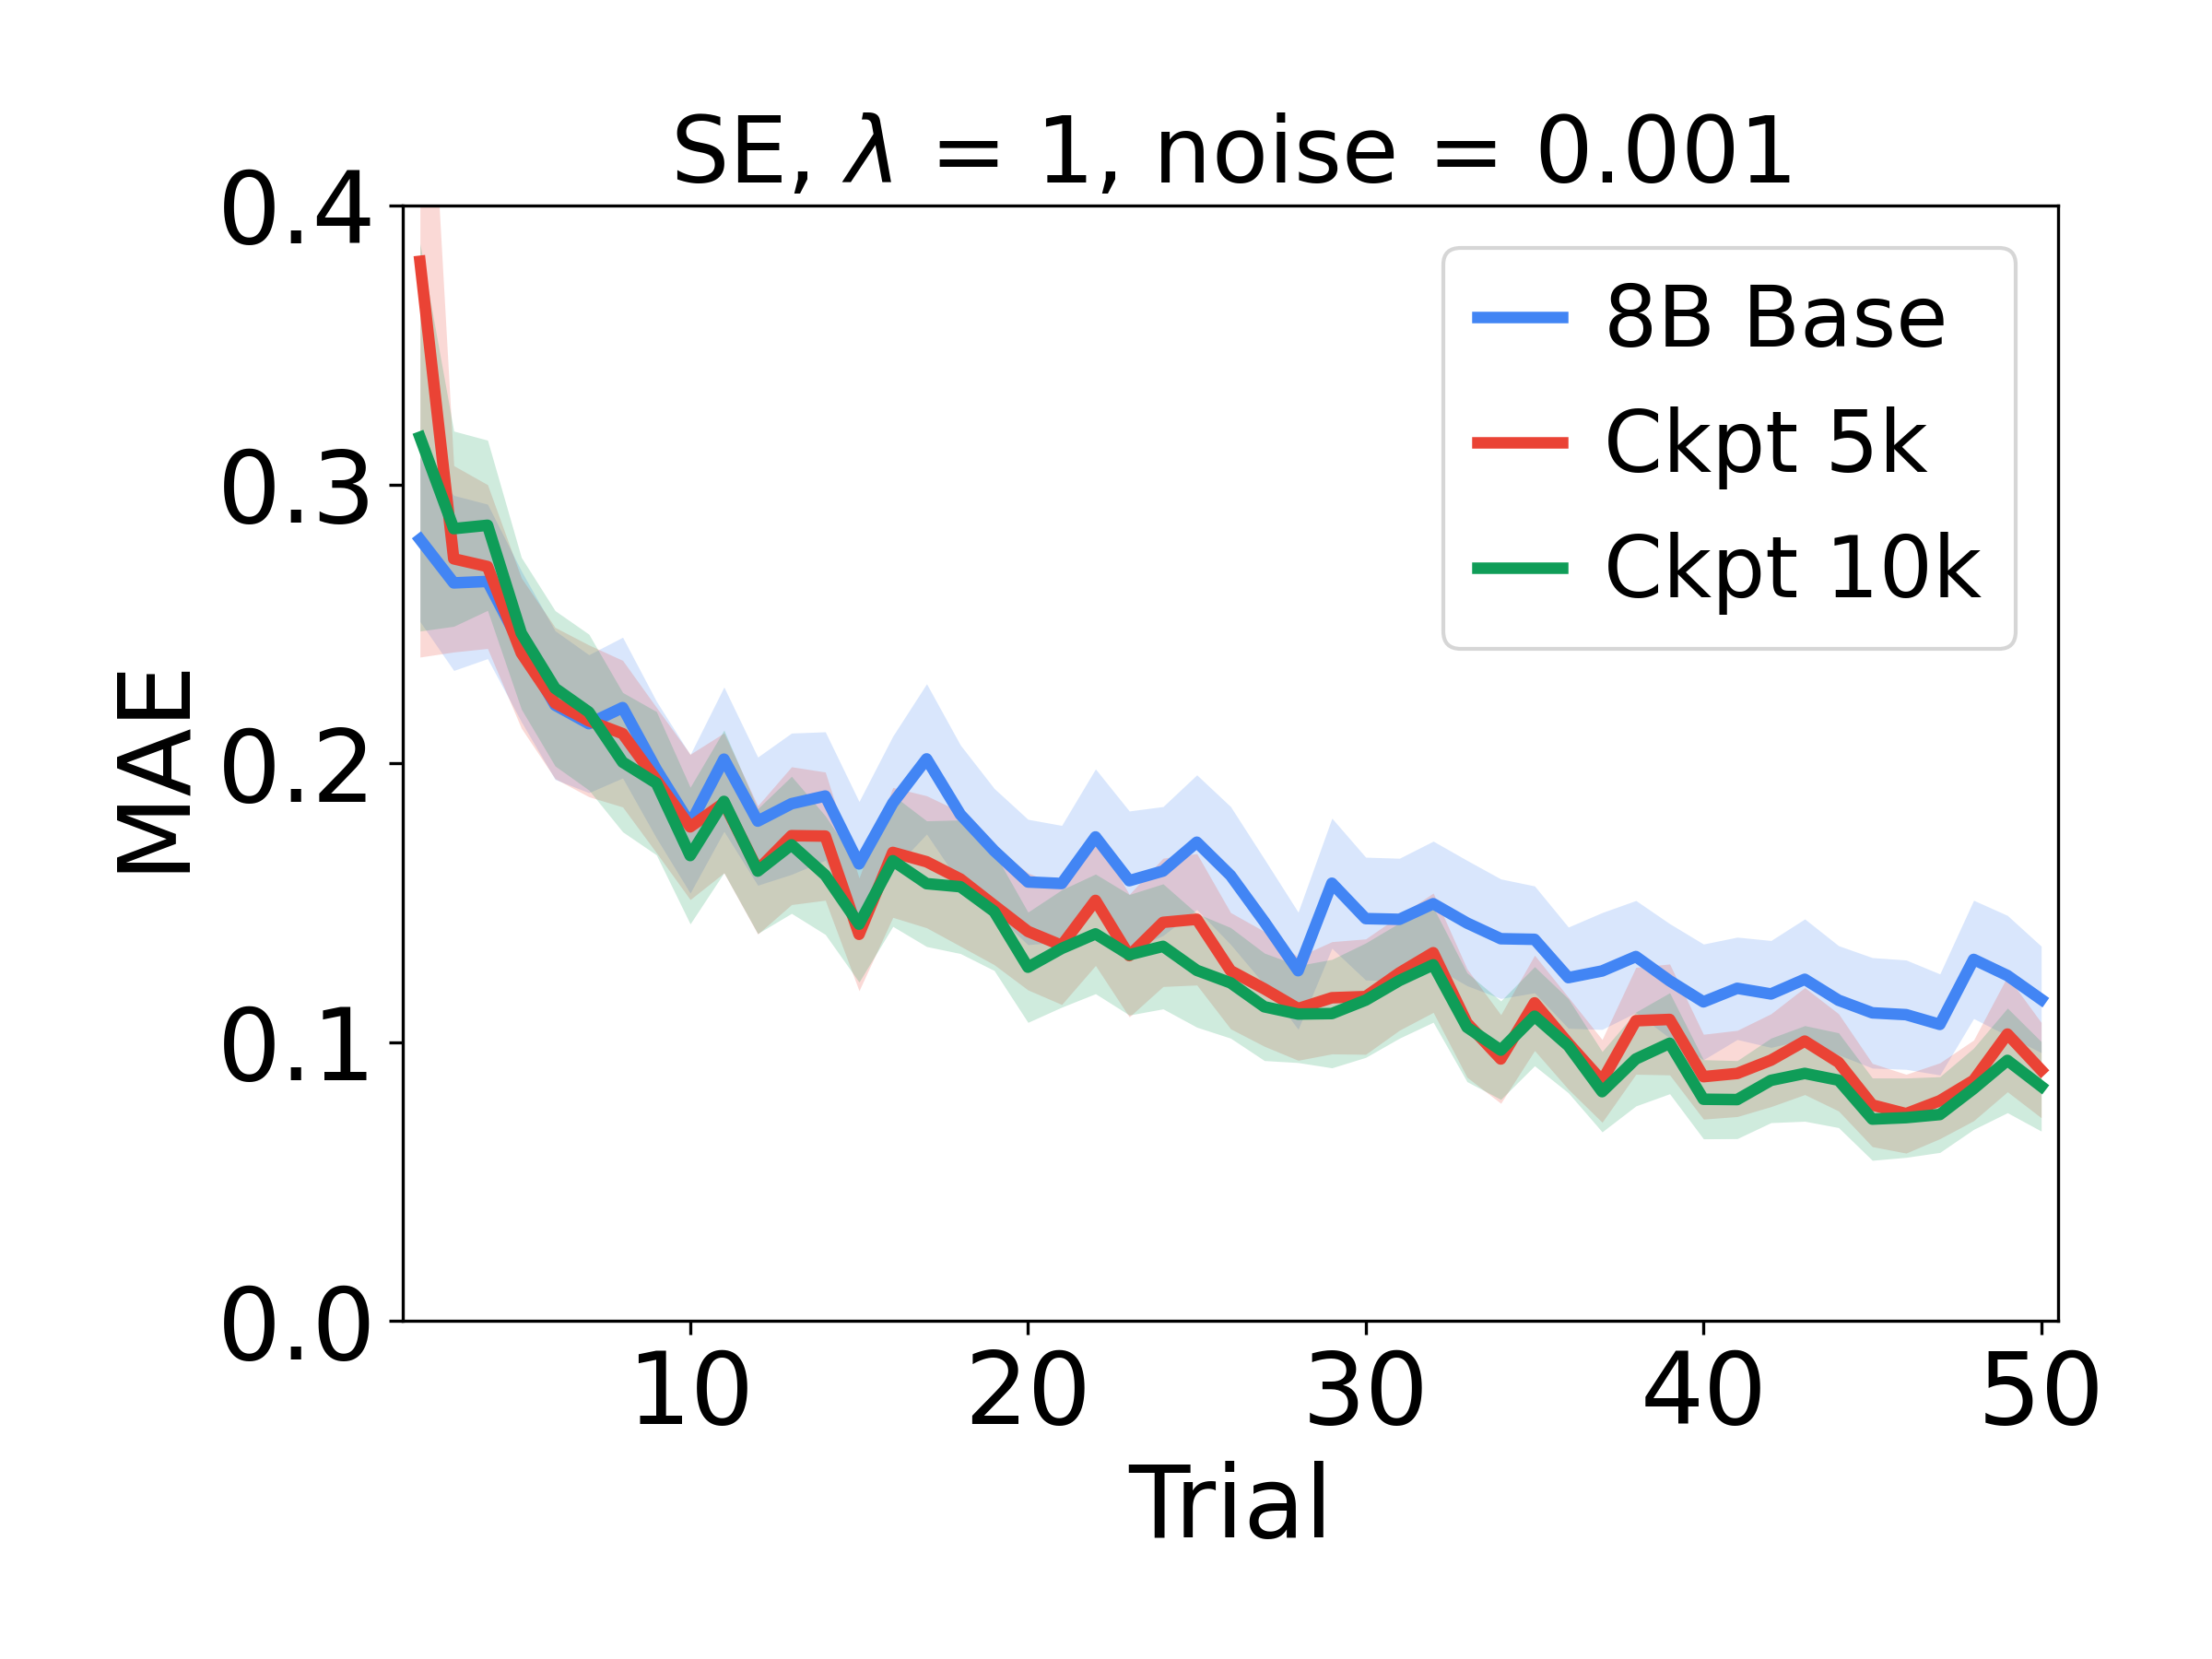 SE, λ = 1, noise = 0.001
0.4
0.3
0.2
0.1
0.0
MAE
8B Base
Ckpt 5k
Ckpt 10k
10 20 30 40 50
Trial